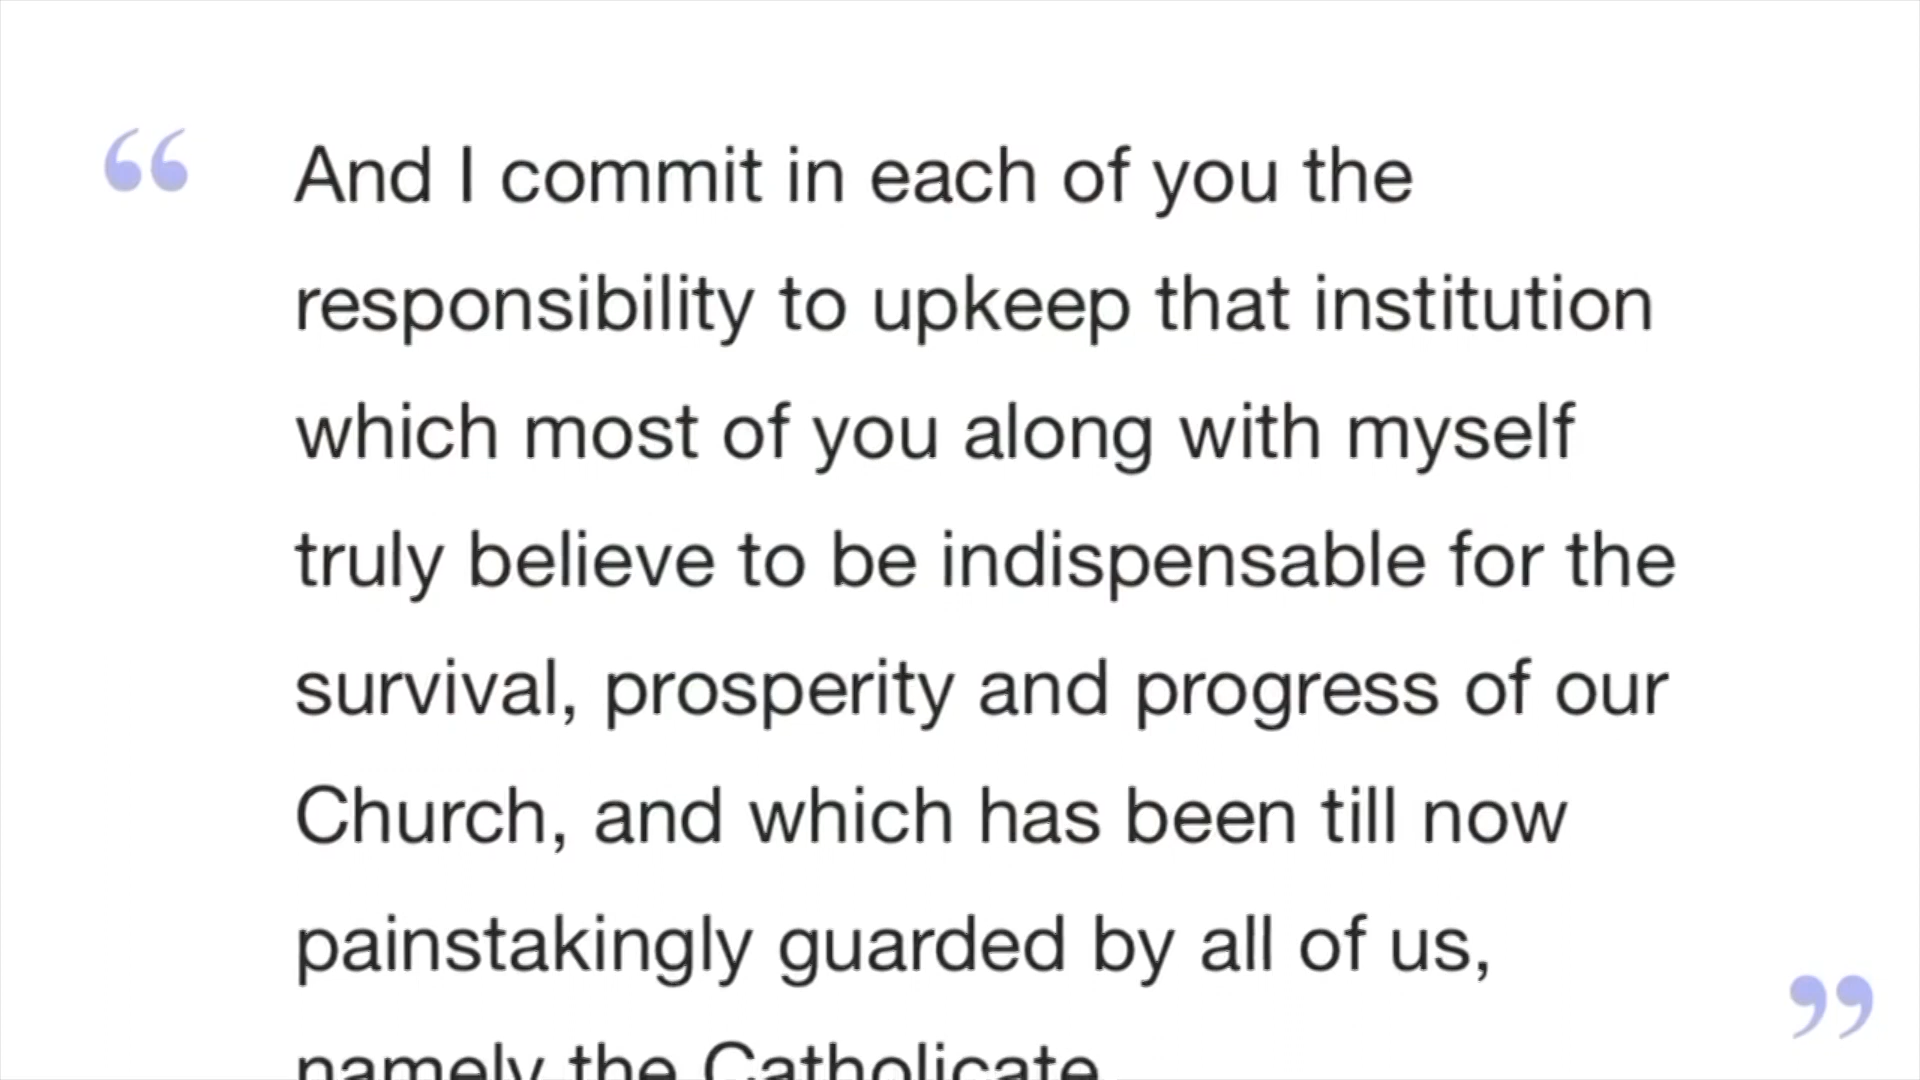 “ And I commit in each of you the
responsibility to upkeep that institution
which most of you along with myself
truly believe to be indispensable for the
survival, prosperity and progress of our
Church, and which has been till now
painstakingly guarded by all of us,
namely the Catholicate ”